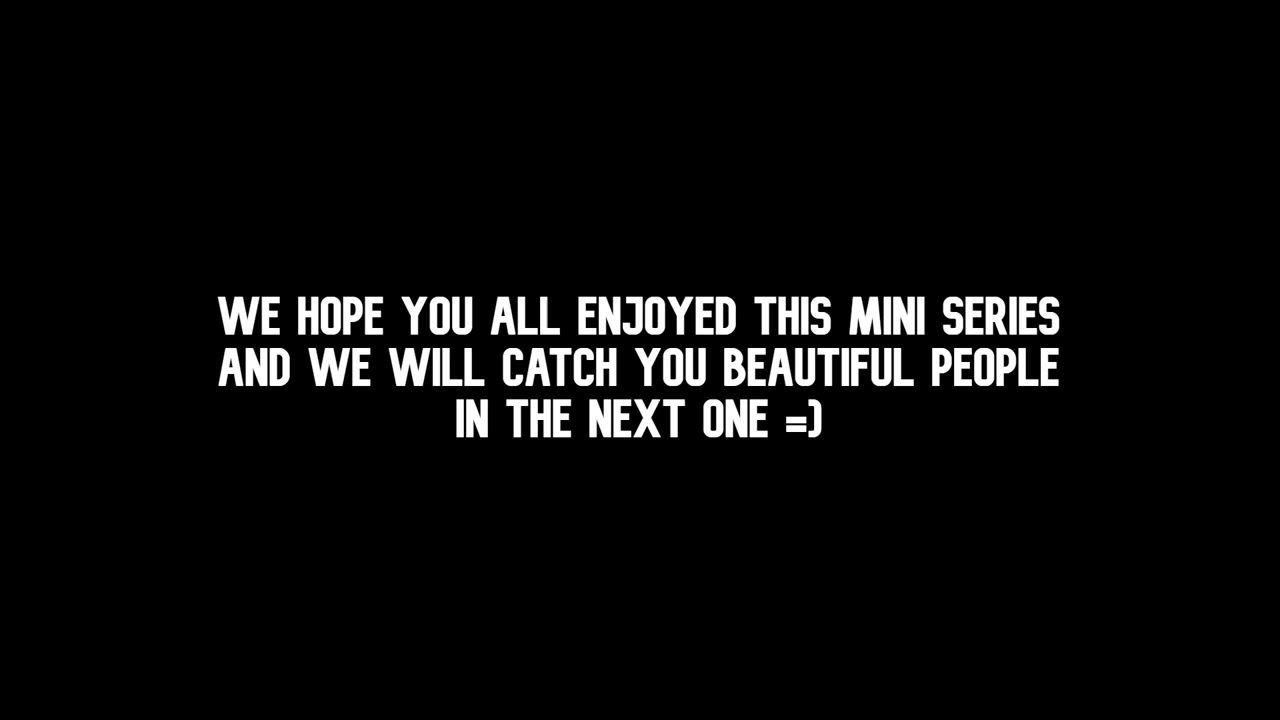 WE HOPE YOU ALL ENJOYED THIS MINI SERIES
AND WE WILL CATCH YOU BEAUTIFUL PEOPLE
IN THE NEXT ONE =)